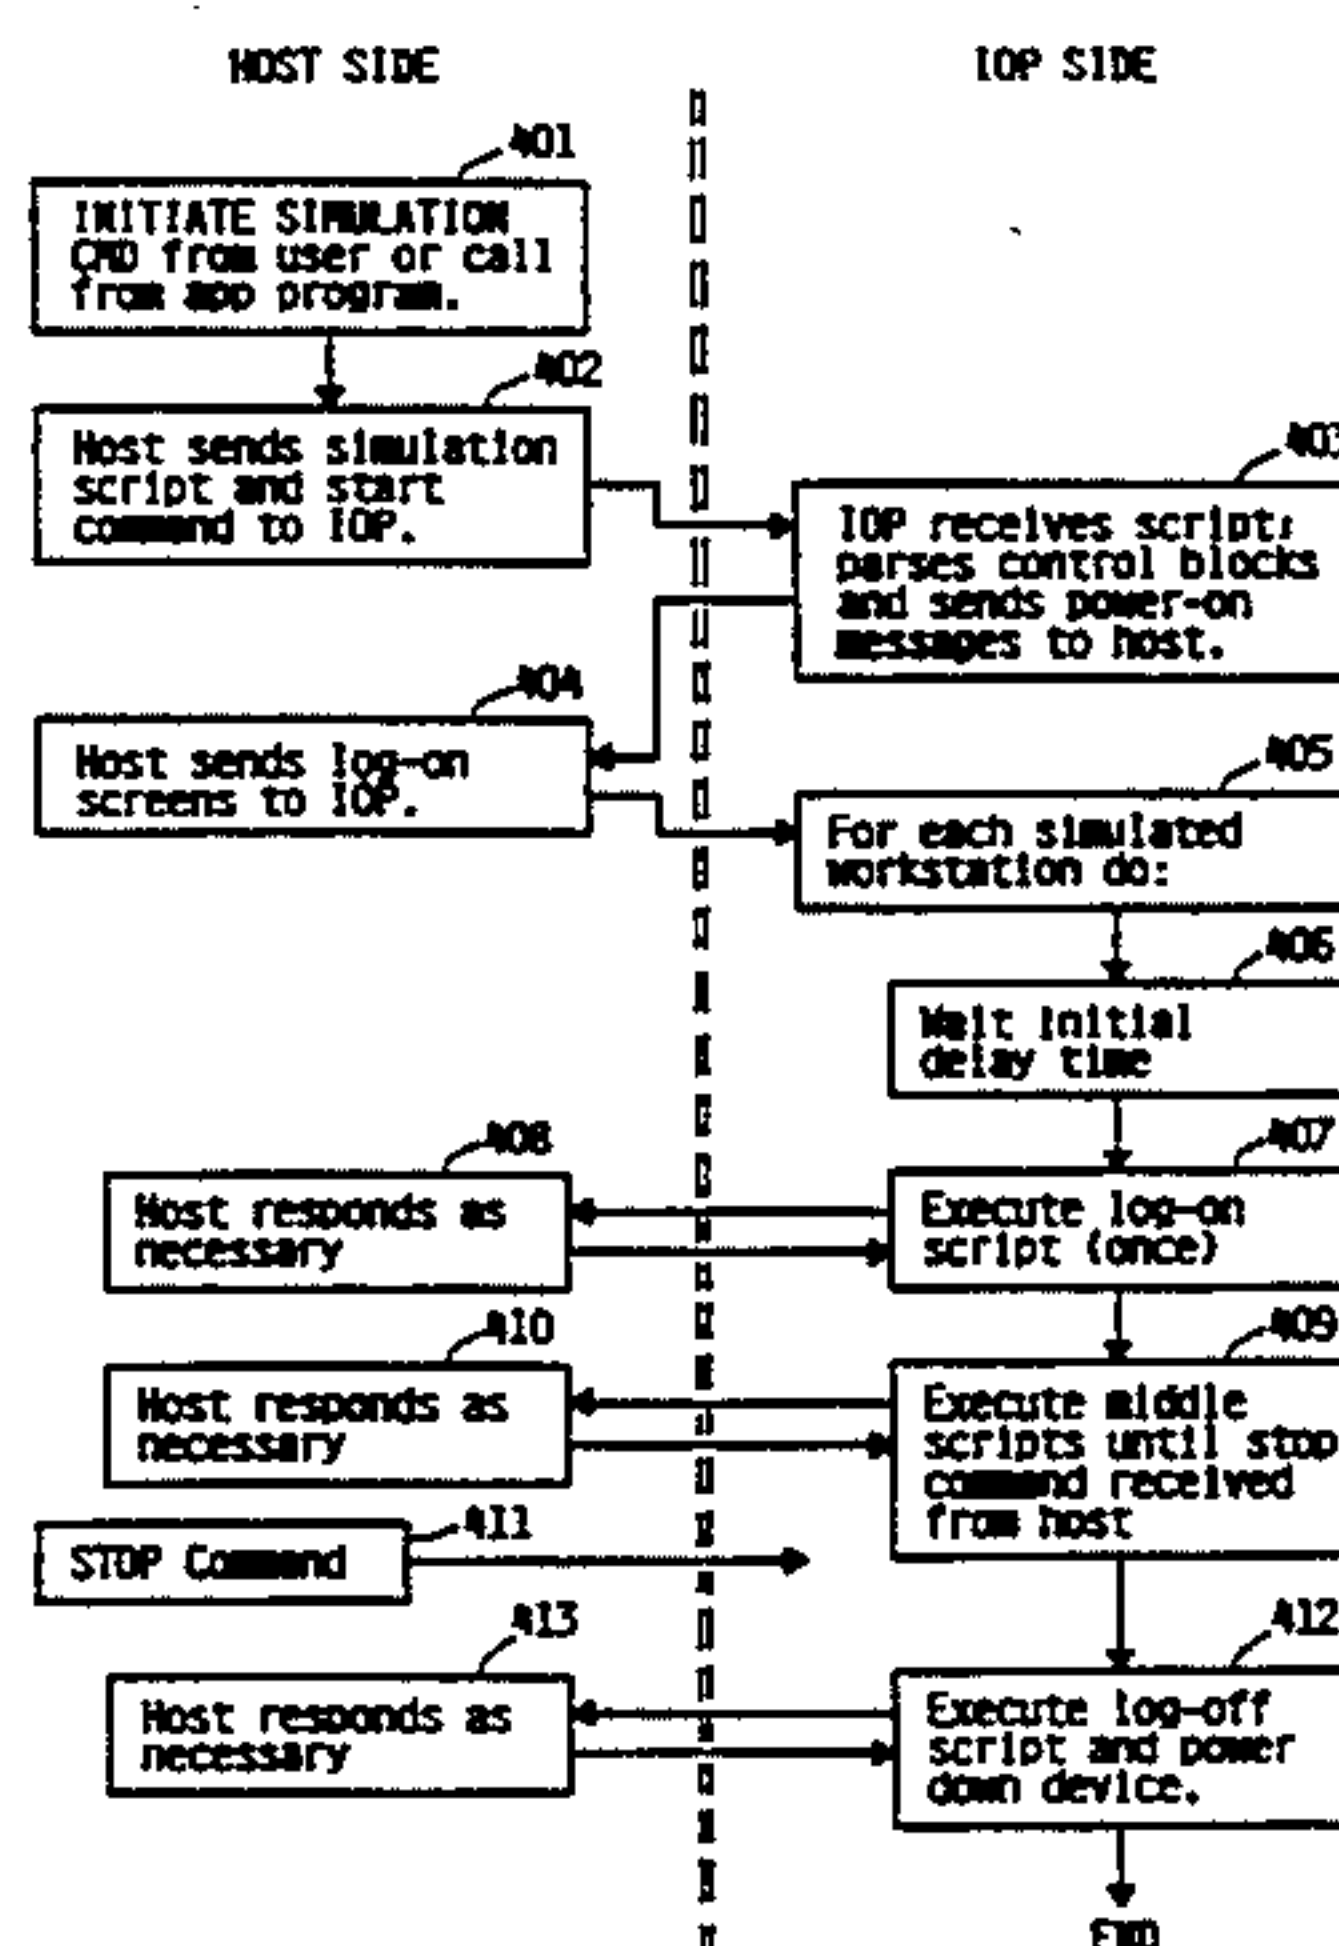 HOST SIDE
IOP SIDE
401
INITIATE SIMULATION
CMD from user or call
from app program.
402
Host sends simulation
script and start
command to IOP.
403
IOP receives script;
parses control blocks
and sends power-on
messages to host.
404
Host sends log-on
screens to IOP.
405
For each simulated
workstation do:
406
Wait initial
delay time
407
Execute log-on
script (once)
408
Host responds as
necessary
409
Execute middle
scripts until stop
command received
from host
410
Host responds as
necessary
411
STOP Command
412
Execute log-off
script and power
down device.
413
Host responds as
necessary
END